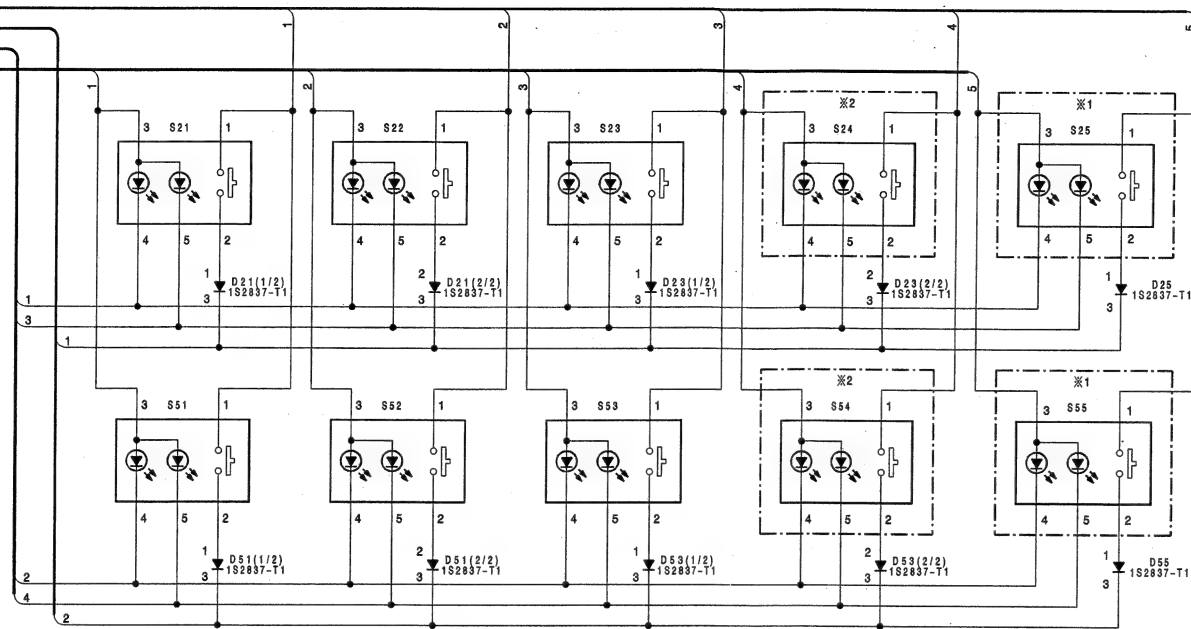 1 2 3 4 5
1 2 3 4 5
※2 ※1
3 S21 1 3 S22 1 3 S23 1 3 S24 1 3 S25 1
4 5 2 4 5 2 4 5 2 4 5 2 4 5 2
1 D21(1/2) 2 D21(2/2) 1 D23(1/2) 2 D23(2/2) 1 D25
3 1S2837-T1 3 1S2837-T1 3 1S2837-T1 3 1S2837-T1 3 1S2837-T1
1
3
1
※2 ※1
3 S51 1 3 S52 1 3 S53 1 3 S54 1 3 S55 1
4 5 2 4 5 2 4 5 2 4 5 2 4 5 2
1 D51(1/2) 2 D51(2/2) 1 D53(1/2) 2 D53(2/2) 1 D55
3 1S2837-T1 3 1S2837-T1 3 1S2837-T1 3 1S2837-T1 3 1S2837-T1
2
4
2